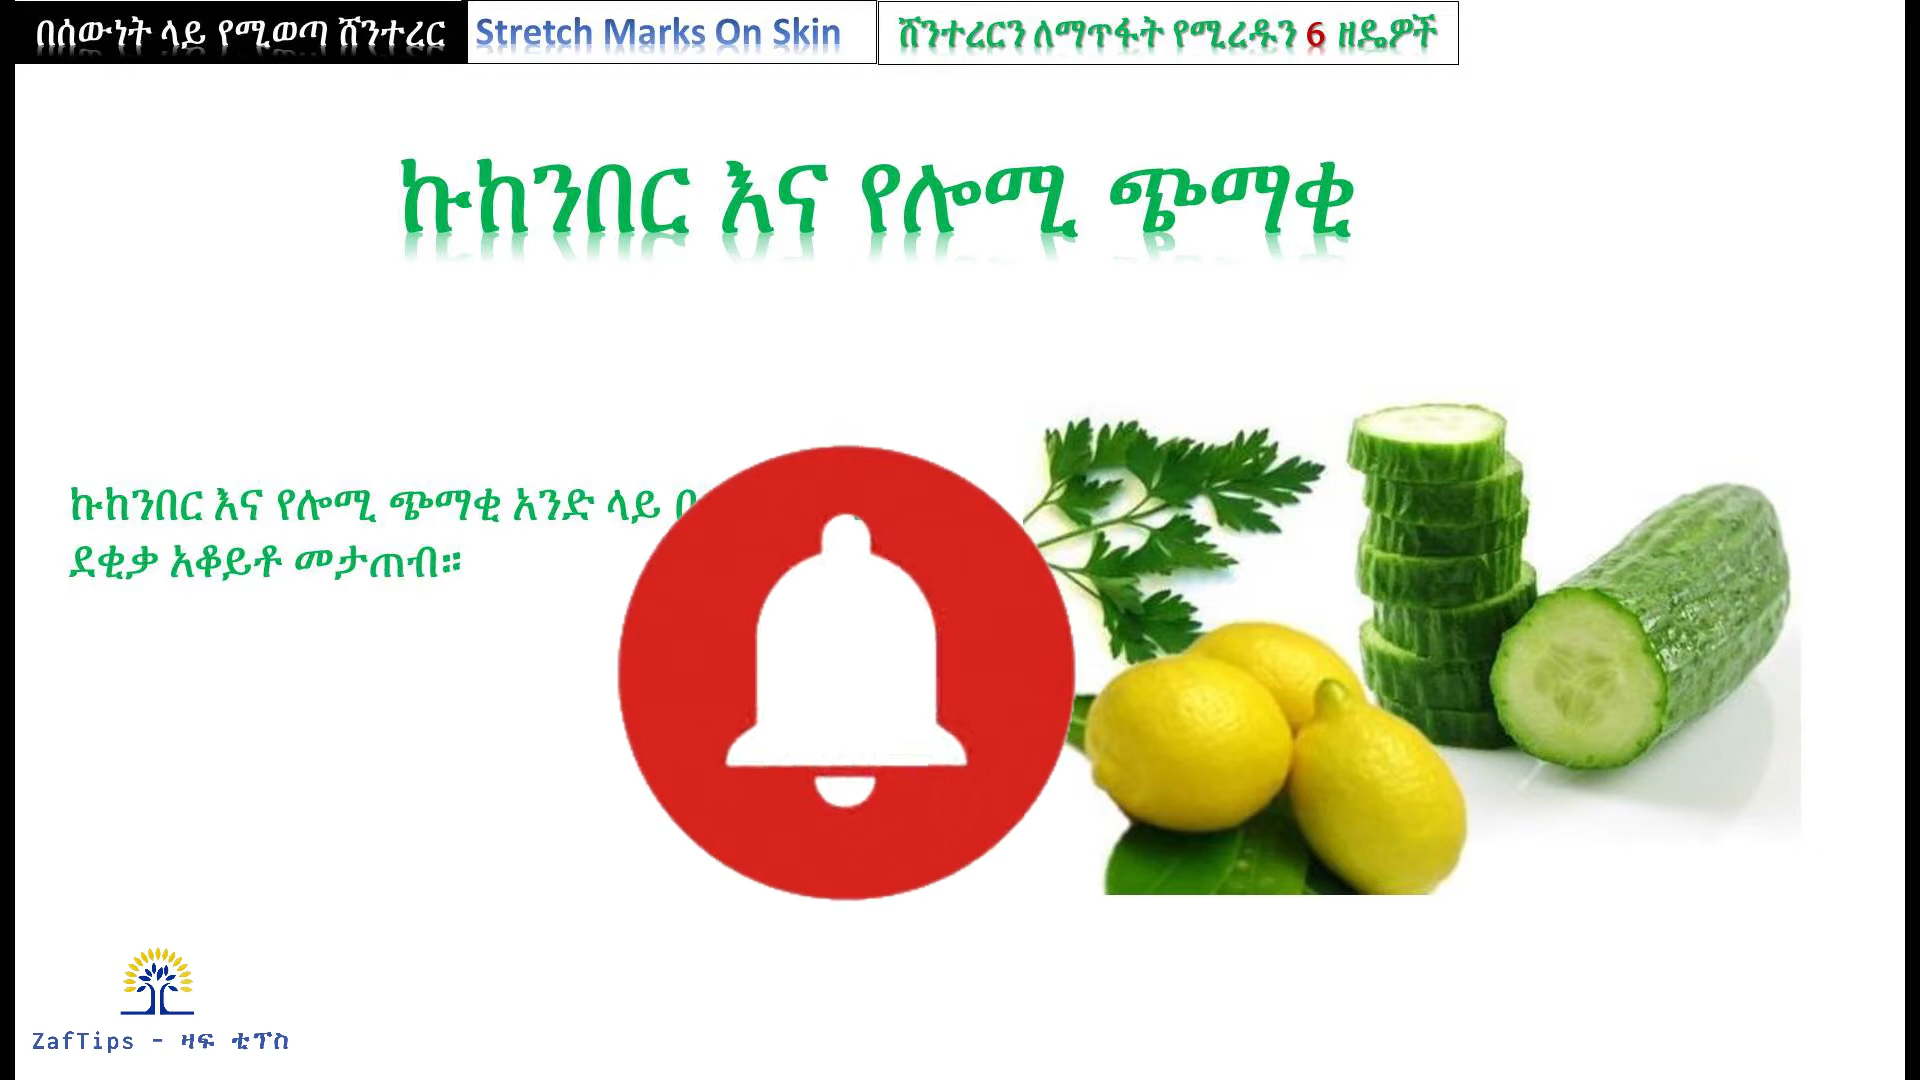 በሰውነት ላይ የሚወጣ ሸንተረር
Stretch Marks On Skin
ሸንተረርን ለማጥፋት የሚረዱን 6 ዘዴዎች
ኩከንበር እና የሎሚ ጭማቂ
ኩከንበር እና የሎሚ ጭማቂ አንድ ላይ
ደቂቃ አቆይቶ መታጠብ።
ZafTips - ዛፍ ቲፕስ